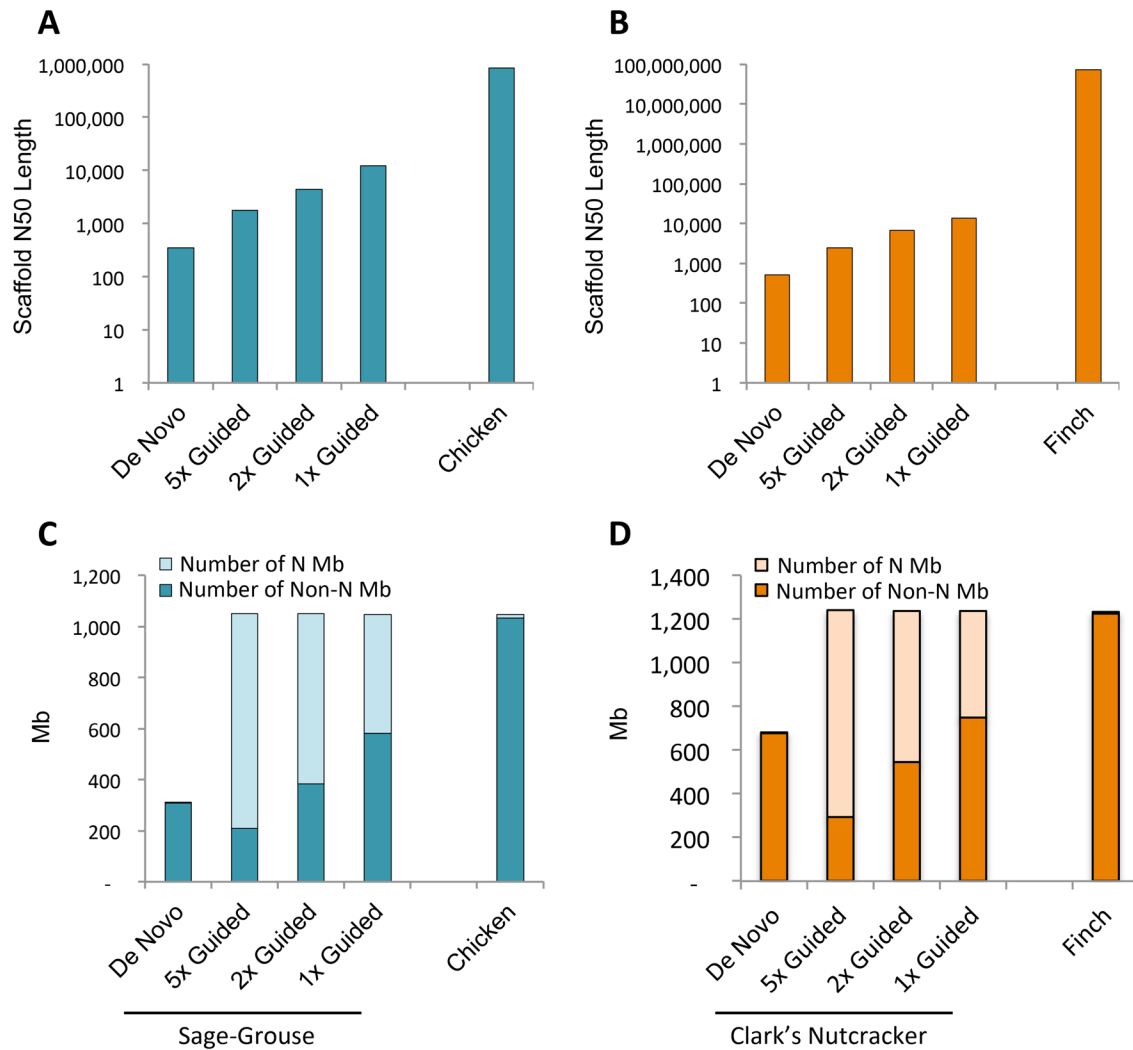 A
1,000,000
100,000
10,000
1,000
100
10
1
Scaffold N50 Length
De Novo
5x Guided
2x Guided
1x Guided
Chicken
B
100,000,000
10,000,000
1,000,000
100,000
10,000
1,000
100
10
1
Scaffold N50 Length
De Novo
5x Guided
2x Guided
1x Guided
Finch
C
Number of N Mb
Number of Non-N Mb
1,200
1,000
800
600
400
200
-
Mb
De Novo
5x Guided
2x Guided
1x Guided
Chicken
Sage-Grouse
D
Number of N Mb
Number of Non-N Mb
1,400
1,200
1,000
800
600
400
200
-
Mb
De Novo
5x Guided
2x Guided
1x Guided
Finch
Clark's Nutcracker